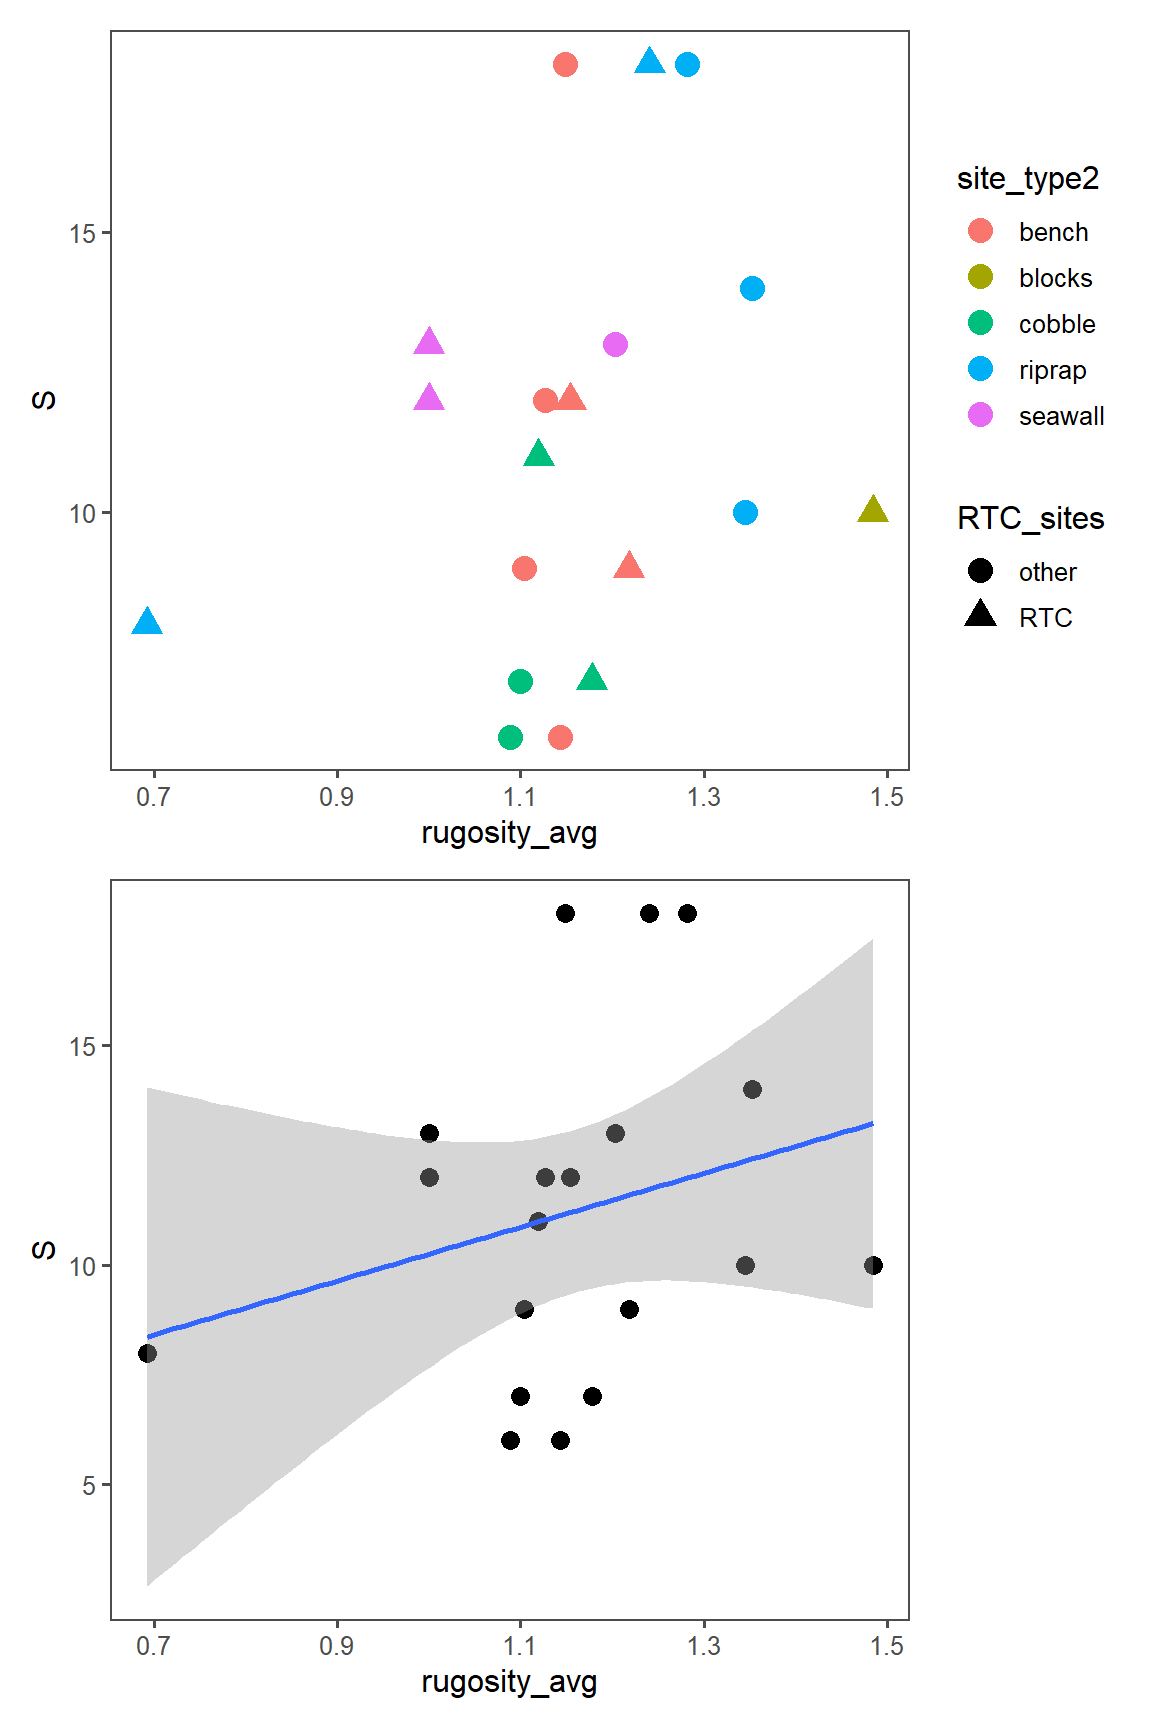 S
15
10
0.7
0.9
1.1
1.3
1.5
rugosity_avg
site_type2
bench
blocks
cobble
riprap
seawall
RTC_sites
other
RTC
S
15
10
5
0.7
0.9
1.1
1.3
1.5
rugosity_avg